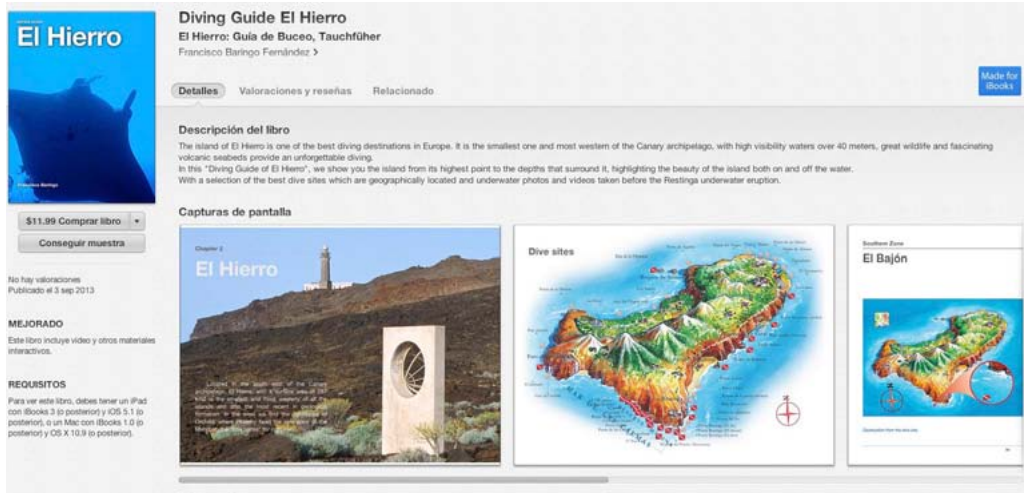 El Hierro
Francisco Baringo
$11.99 Comprar libro
Conseguir muestra
No hay valoraciones
Publicado el 3 sep 2013
MEJORADO
Este libro incluye video y otros materiales
interactivos.
REQUISITOS
Para ver este libro, debes tener un iPad
con iBooks 3 (o posterior) y iOS 5.1 (o
posterior), o un Mac con iBooks 1.0 (o
posterior) y OS X 10.9 (o posterior).
Diving Guide El Hierro
El Hierro: Guía de Buceo, Tauchfüher
Francisco Baringo Fernández >
Detalles Valoraciones y reseñas Relacionado
Made for
iBooks
Descripción del libro
The island of El Hierro is one of the best diving destinations in Europe. It is the smallest one and most western of the Canary archipelago, with high visibility waters over 40 meters, great wildlife and fascinating
volcanic seabeds provide an unforgettable diving.
In this "Diving Guide of El Hierro", we show you the island from its highest point to the depths that surround it, highlighting the beauty of the island both on and off the water.
With a selection of the best dive sites which are geographically located and underwater photos and videos taken before the Restinga underwater eruption.
Capturas de pantalla
Chapter 2
El Hierro
Dive sites
MAR DE LAS CALMAS
Southern Zone
El Bajón